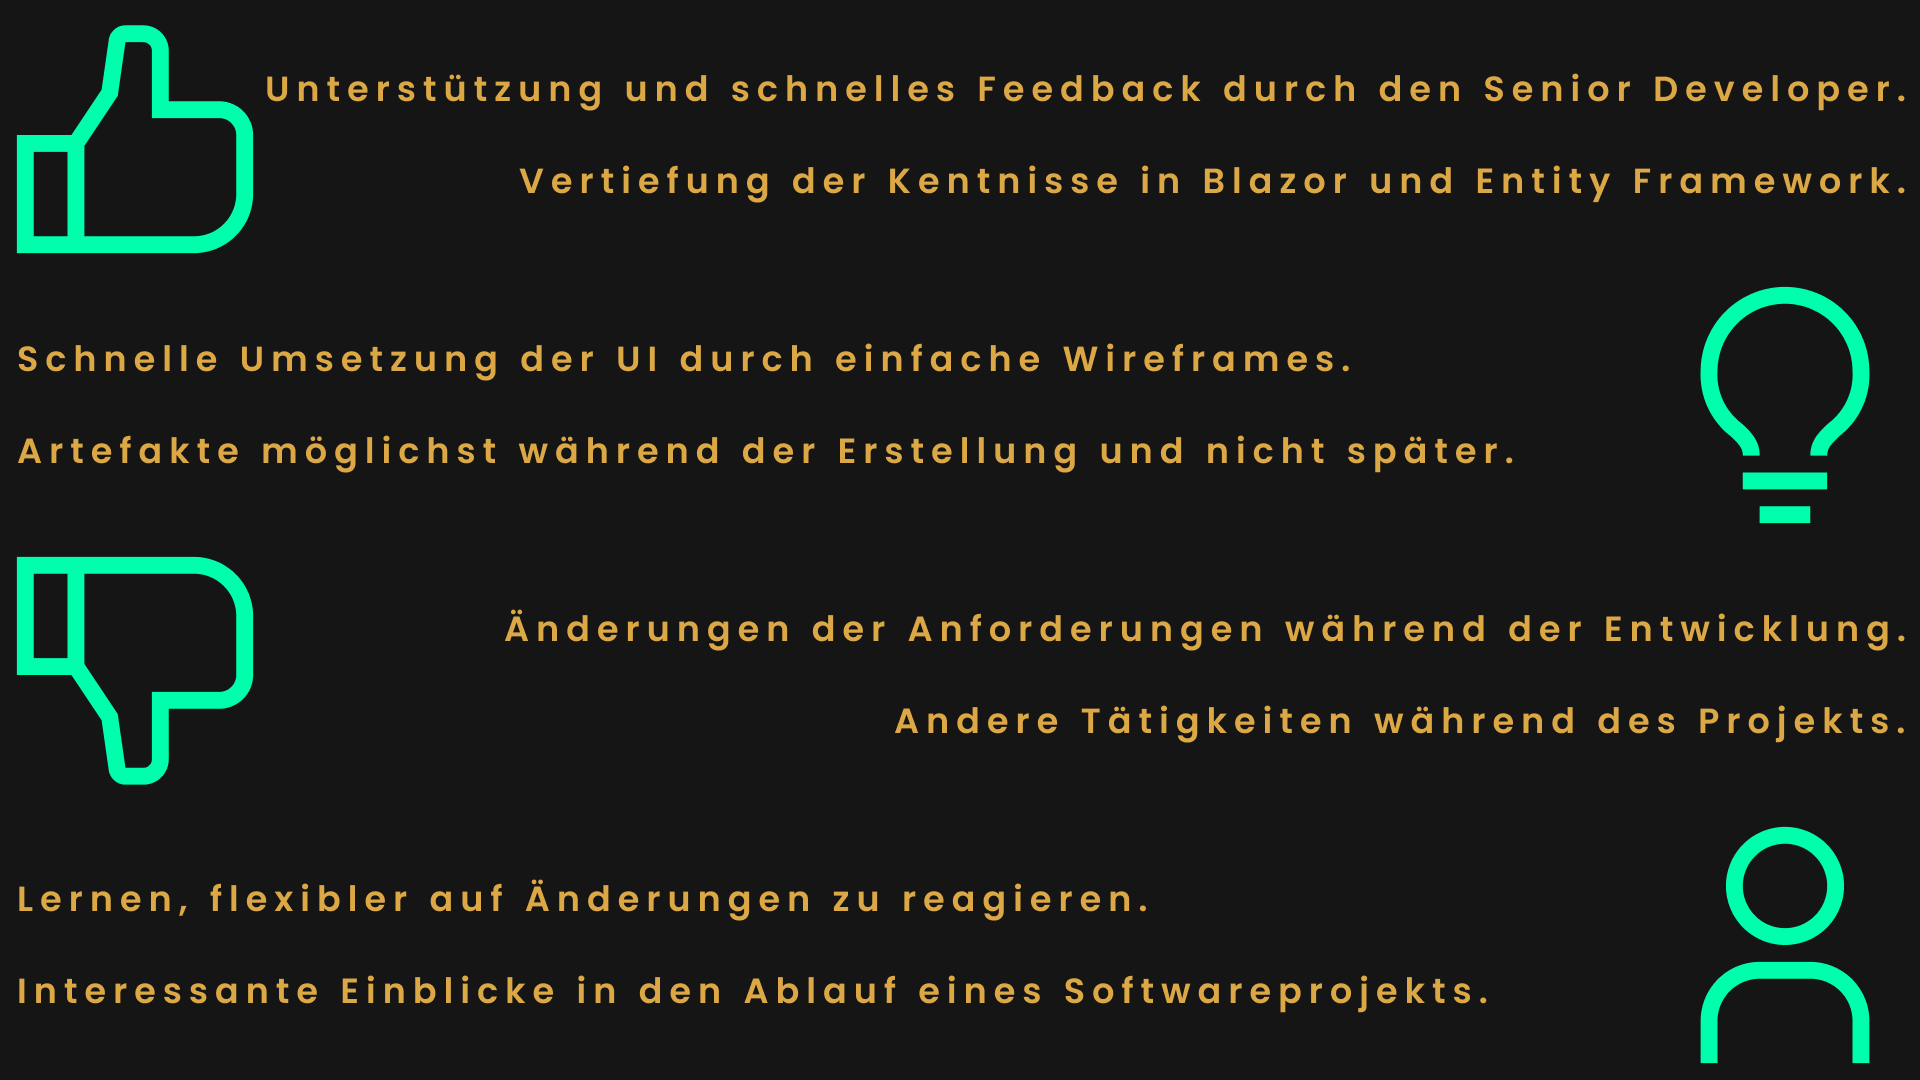 Unterstützung und schnelles Feedback durch den Senior Developer.
Vertiefung der Kentnisse in Blazor und Entity Framework.
Schnelle Umsetzung der UI durch einfache Wireframes.
Artefakte möglichst während der Erstellung und nicht später.
Änderungen der Anforderungen während der Entwicklung.
Andere Tätigkeiten während des Projekts.
Lernen, flexibler auf Änderungen zu reagieren.
Interessante Einblicke in den Ablauf eines Softwareprojekts.